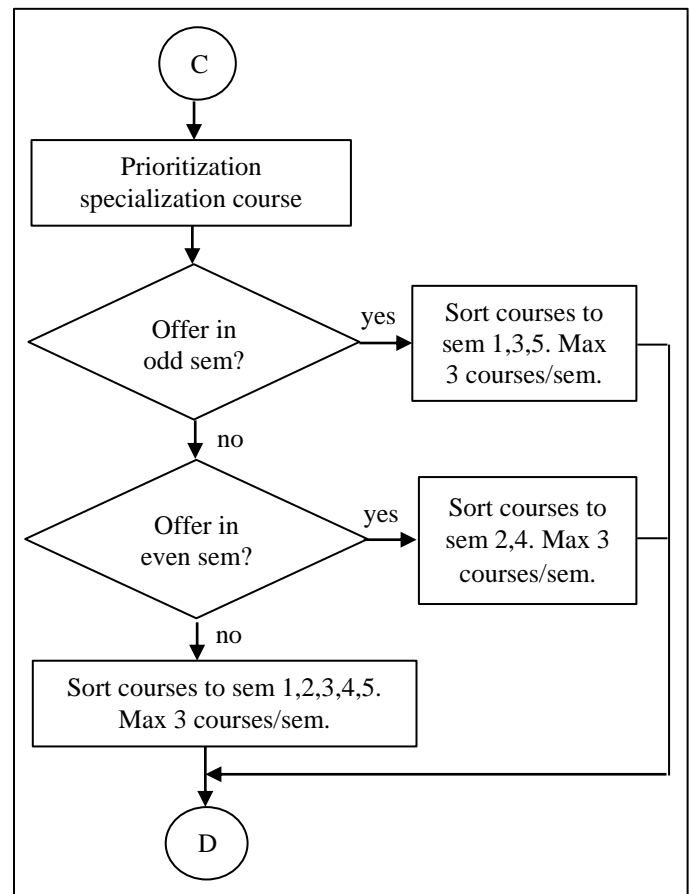 C
Prioritization
specialization course
Offer in
odd sem?
yes
Sort courses to
sem 1,3,5. Max
3 courses/sem.
no
Offer in
even sem?
yes
Sort courses to
sem 2,4. Max 3
courses/sem.
no
Sort courses to sem 1,2,3,4,5.
Max 3 courses/sem.
D